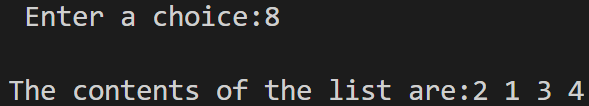 Enter a choice:8
The contents of the list are:2 1 3 4